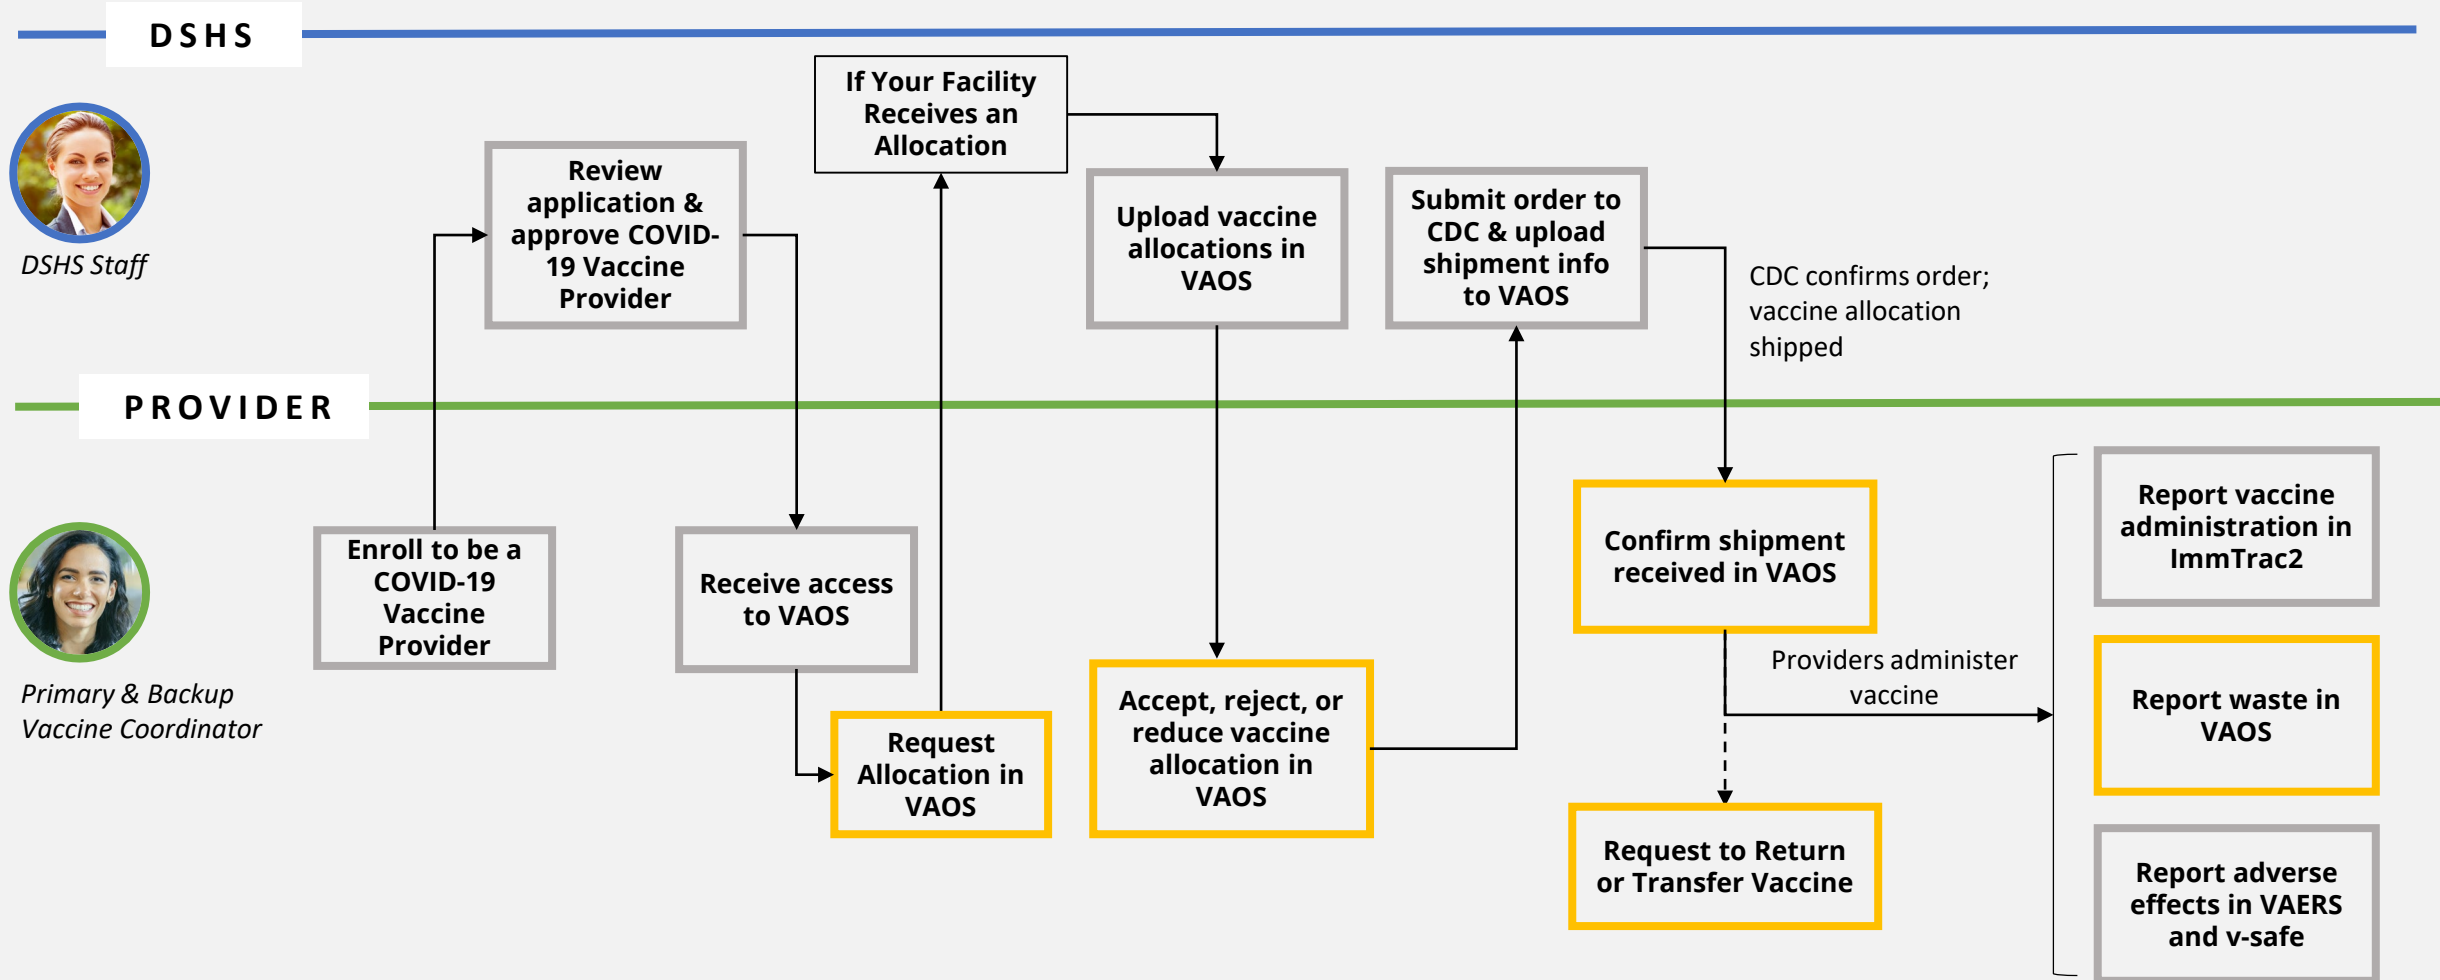 DSHS
DSHS Staff
Review
application &
approve COVID-
19 Vaccine
Provider
If Your Facility
Receives an
Allocation
Upload vaccine
allocations in
VAOS
Submit order to
CDC & upload
shipment info
to VAOS
CDC confirms order;
vaccine allocation
shipped
PROVIDER
Primary & Backup
Vaccine Coordinator
Enroll to be a
COVID-19
Vaccine
Provider
Receive access
to VAOS
Request
Allocation in
VAOS
Accept, reject, or
reduce vaccine
allocation in
VAOS
Confirm shipment
received in VAOS
Providers administer
vaccine
Request to Return
or Transfer Vaccine
Report vaccine
administration in
ImmTrac2
Report waste in
VAOS
Report adverse
effects in VAERS
and v-safe